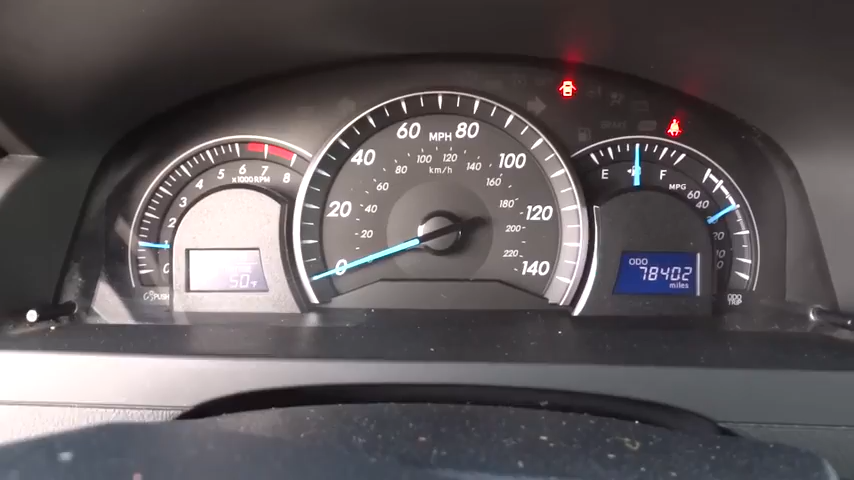 0 1 2 3 4 5 6 7 8
x1000 RPM
50°F
PUSH
0 20 40 60 80 100 120 140
MPH
20 40 60 80 100 120 140 160 180 200 220
km/h
E F
MPG
60 40 20 10 0
ODO
78402
miles
ODO
TRIP